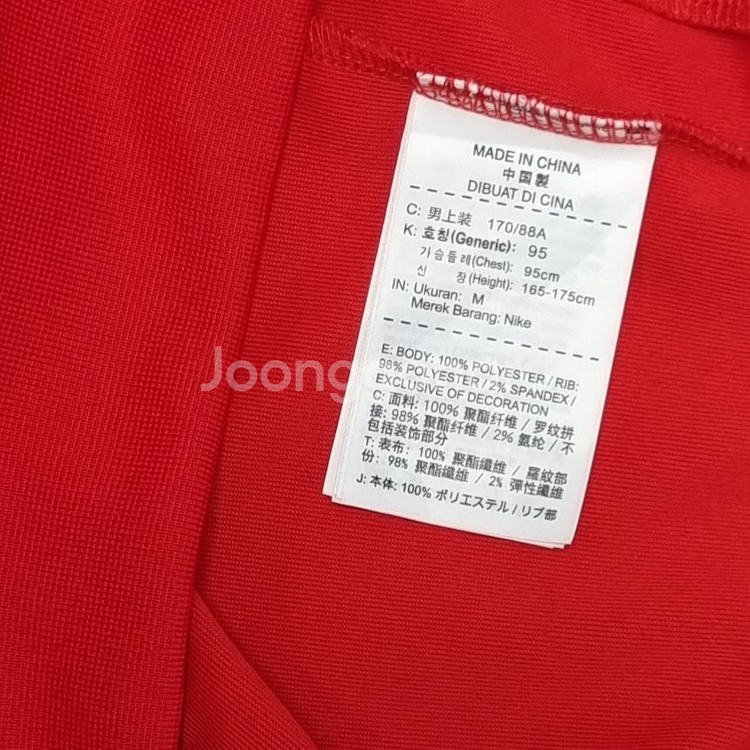 MADE IN CHINA
中国製
DIBUAT DI CINA
C: 男上装 170/88A
K: 호칭(Generic): 95
가슴둘레(Chest): 95cm
신 장(Height): 165-175cm
IN: Ukuran: M
Merek Barang: Nike
E: BODY: 100% POLYESTER / RIB:
98% POLYESTER / 2% SPANDEX /
EXCLUSIVE OF DECORATION
C: 面料: 100% 聚酯纤维 / 罗纹拼
接: 98% 聚酯纤维 / 2% 氨纶 / 不
包括装饰部分
T: 表布: 100% 聚酯纖維 / 羅紋部
份: 98% 聚酯纖維 / 2% 彈性纖維
J: 本体: 100% ポリエステル / リブ部
Joong